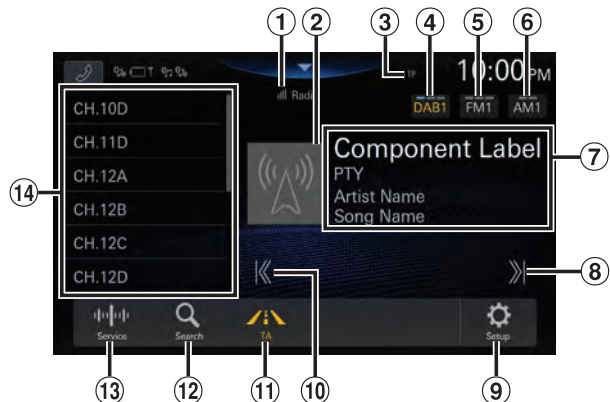 1 2 3 4 5 6
TP 10:00 PM
Radio
DAB1 FM1 AM1
CH.10D
CH.11D
CH.12A
CH.12B
CH.12C
CH.12D
14
Component Label
PTY
Artist Name
Song Name
7
8
Service Search TA Setup
13 12 11 10 9